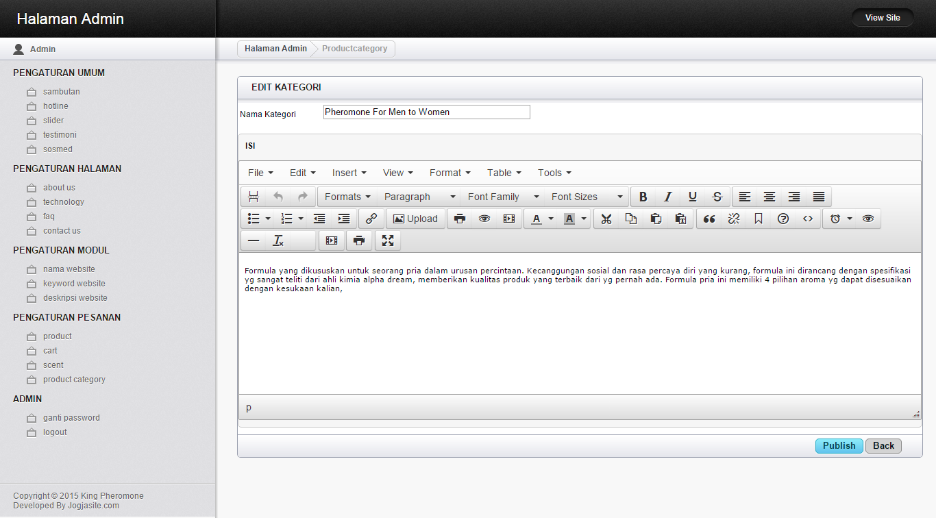 Halaman Admin
View Site
Admin
Halaman Admin
Productcategory
PENGATURAN UMUM
sambutan
hotline
slider
testimoni
sosmed
PENGATURAN HALAMAN
about us
technology
faq
contact us
PENGATURAN MODUL
nama website
keyword website
deskripsi website
PENGATURAN PESANAN
product
cart
scent
product category
ADMIN
ganti password
logout
Copyright © 2015 King Pheromone
Developed By Jogjasite.com
EDIT KATEGORI
Nama Kategori
Pheromone For Men to Women
ISI
File Edit Insert View Format Table Tools
Formats Paragraph Font Family Font Sizes B I U S
Upload A A
Formula yang dikususkan untuk seorang pria dalam urusan percintaan. Kecanggungan sosial dan rasa percaya diri yang kurang, formula ini dirancang dengan spesifikasi
yg sangat teliti dari ahli kimia alpha dream, memberikan kualitas produk yang terbaik dari yg pernah ada. Formula pria ini memiliki 4 pilihan aroma yg dapat disesuaikan
dengan kesukaan kalian,
p
Publish Back